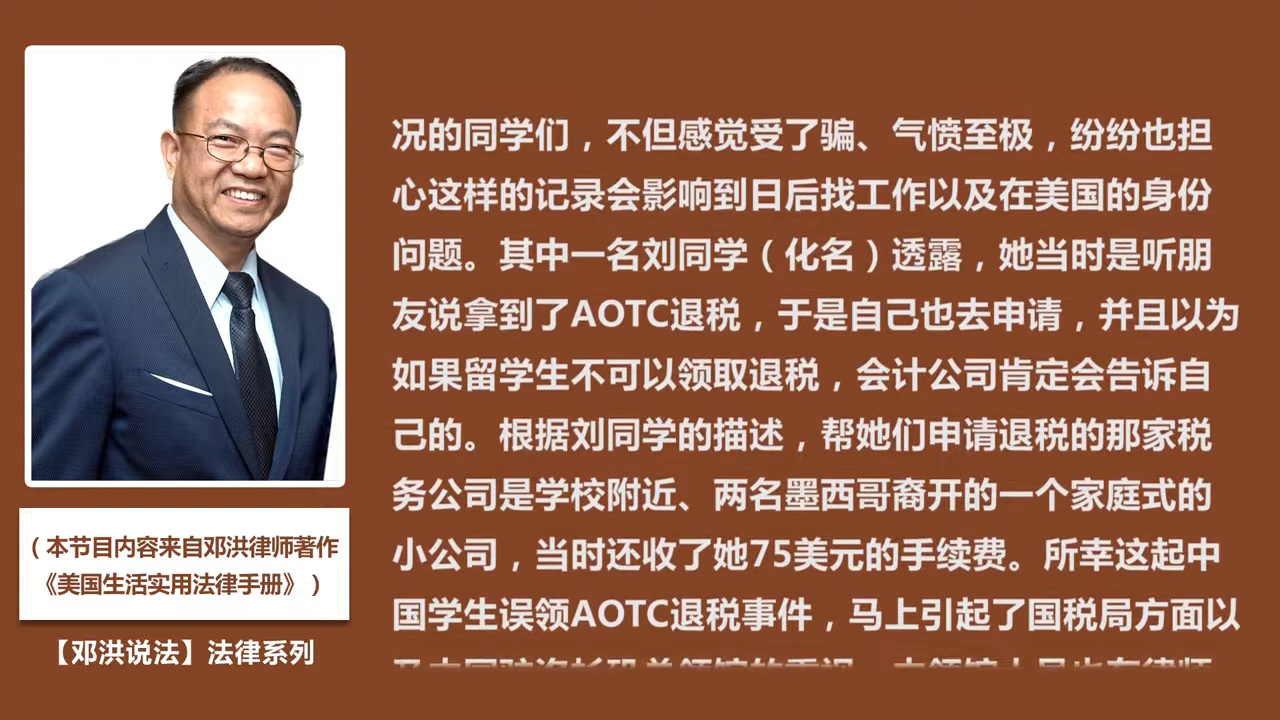 况的同学们，不但感觉受了骗、气愤至极，纷纷也担
心这样的记录会影响到日后找工作以及在美国的身份
问题。其中一名刘同学（化名）透露，她当时是听朋
友说拿到了AOTC退税，于是自己也去申请，并且以为
如果留学生不可以领取退税，会计公司肯定会告诉自
己的。根据刘同学的描述，帮她们申请退税的那家税
务公司是学校附近、两名墨西哥裔开的一个家庭式的
小公司，当时还收了她75美元的手续费。所幸这起中
国学生误领AOTC退税事件，马上引起了国税局方面以
（本节目内容来自邓洪律师著作
《美国生活实用法律手册》）
【邓洪说法】法律系列